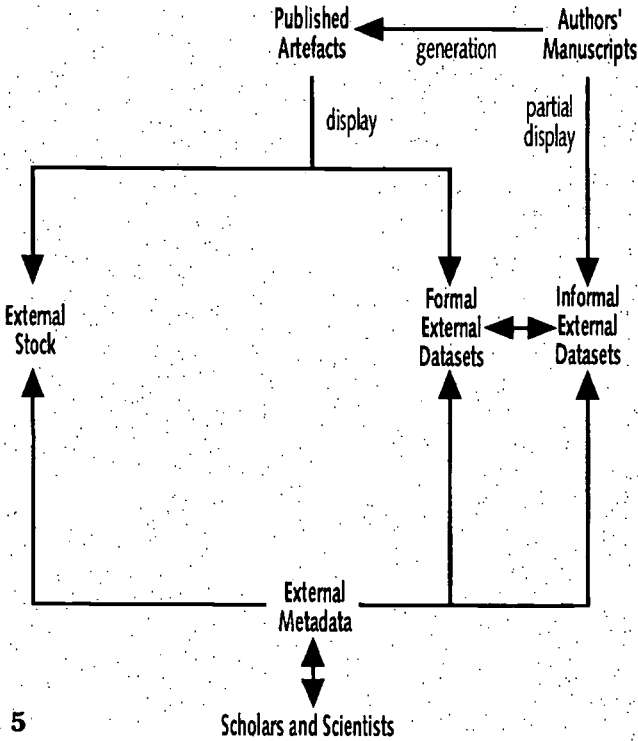 Published
Artefacts
generation
Authors'
Manuscripts
display
partial
display
External
Stock
Formal
External
Datasets
Informal
External
Datasets
External
Metadata
5
Scholars and Scientists